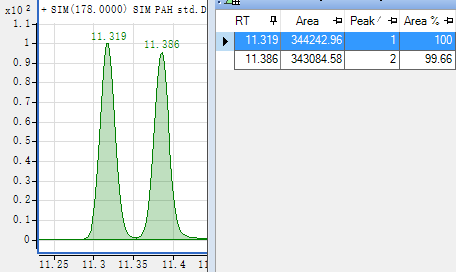 x10 2 + SIM(178.0000) SIM PAH std.D
1.1
1
0.9
0.8
0.7
0.6
0.5
0.4
0.3
0.2
0.1
0
11.319
11.386
11.25 11.3 11.35 11.4 11.4
RT Area Peak Area %
11.319 344242.96 1 100
11.386 343084.58 2 99.66